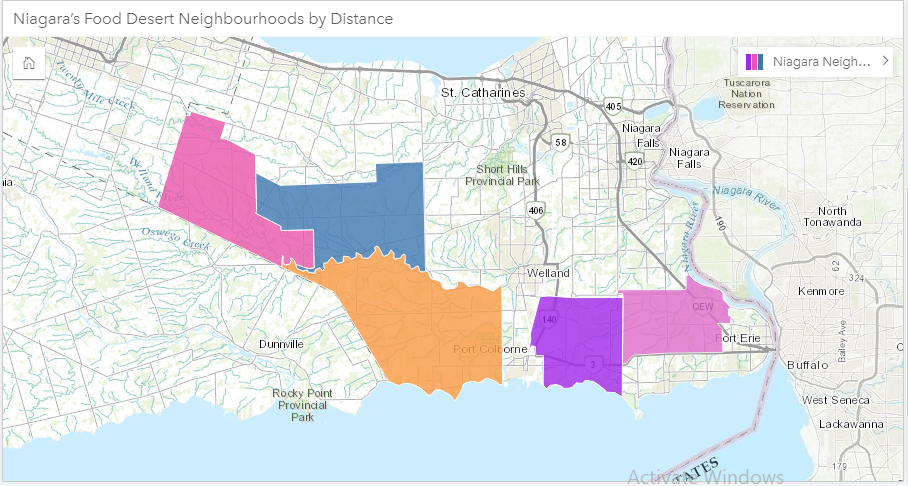 Niagara's Food Desert Neighbourhoods by Distance
Niagara Neigh...
Twenty Mile Creek
St. Catharines
405
Tuscarora
Nation
Reservation
Niagara
Falls
58
420
Niagara
Falls
Short Hills
Provincial Park
Niagara River
Oswego Creek
406
190
Niagara River
North
Tonawanda
62
324
Welland
Kenmore
QEW
140
Bailey Ave
Dunnville
Port Colborne
Fort Erie
3
Buffalo
Rocky Point
Provincial
Park
West Seneca
Lackawanna
179
TATES
Activate Windows